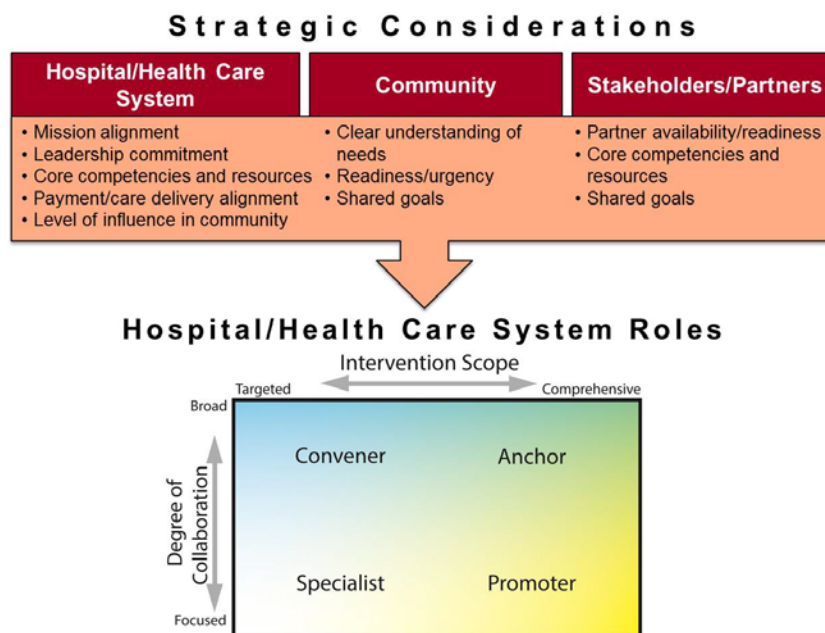 Strategic Considerations
Hospital/Health Care
System
• Mission alignment
• Leadership commitment
• Core competencies and resources
• Payment/care delivery alignment
• Level of influence in community
Community
• Clear understanding of
needs
• Readiness/urgency
• Shared goals
Stakeholders/Partners
• Partner availability/readiness
• Core competencies and
resources
• Shared goals
Hospital/Health Care System Roles
Intervention Scope
Targeted
Comprehensive
Broad
Degree of
Collaboration
Focused
Convener
Anchor
Specialist
Promoter